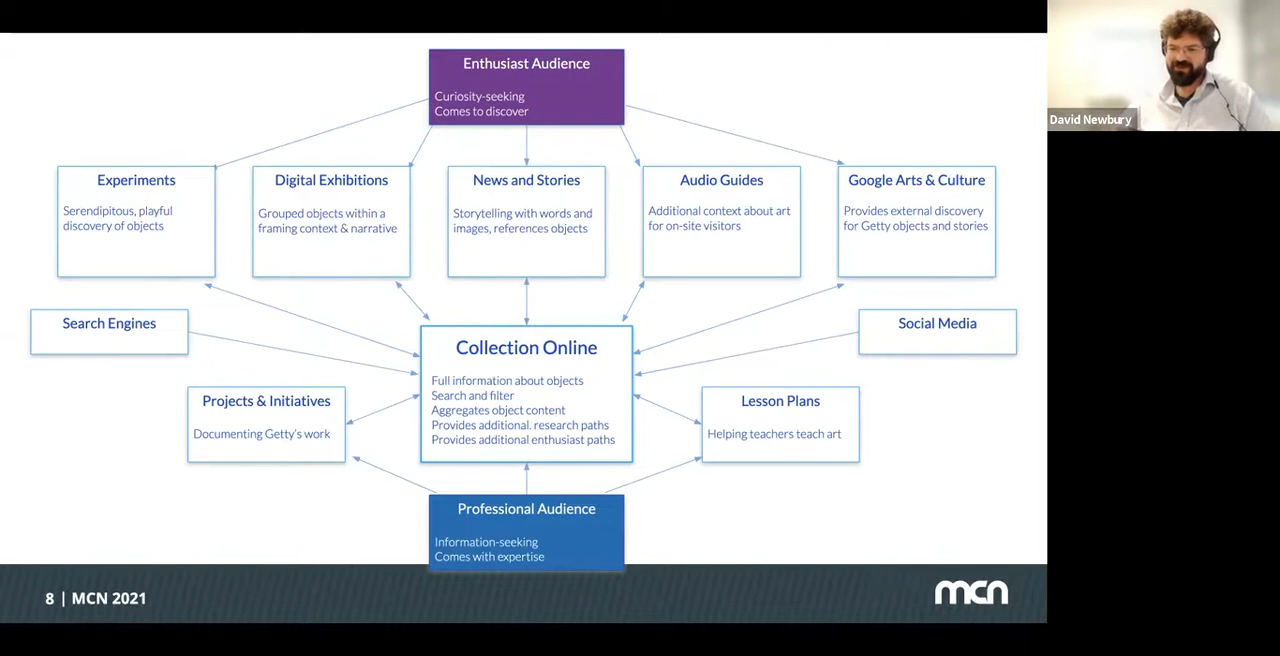 Enthusiast Audience
Curiosity-seeking
Comes to discover
David Newbury
Experiments
Serendipitous, playful
discovery of objects
Digital Exhibitions
Grouped objects within a
framing context & narrative
News and Stories
Storytelling with words and
images, references objects
Audio Guides
Additional context about art
for on-site visitors
Google Arts & Culture
Provides external discovery
for Getty objects and stories
Search Engines
Collection Online
Full information about objects
Search and filter
Aggregates object content
Provides additional. research paths
Provides additional enthusiast paths
Social Media
Projects & Initiatives
Documenting Getty's work
Lesson Plans
Helping teachers teach art
Professional Audience
Information-seeking
Comes with expertise
8 | MCN 2021
mcn